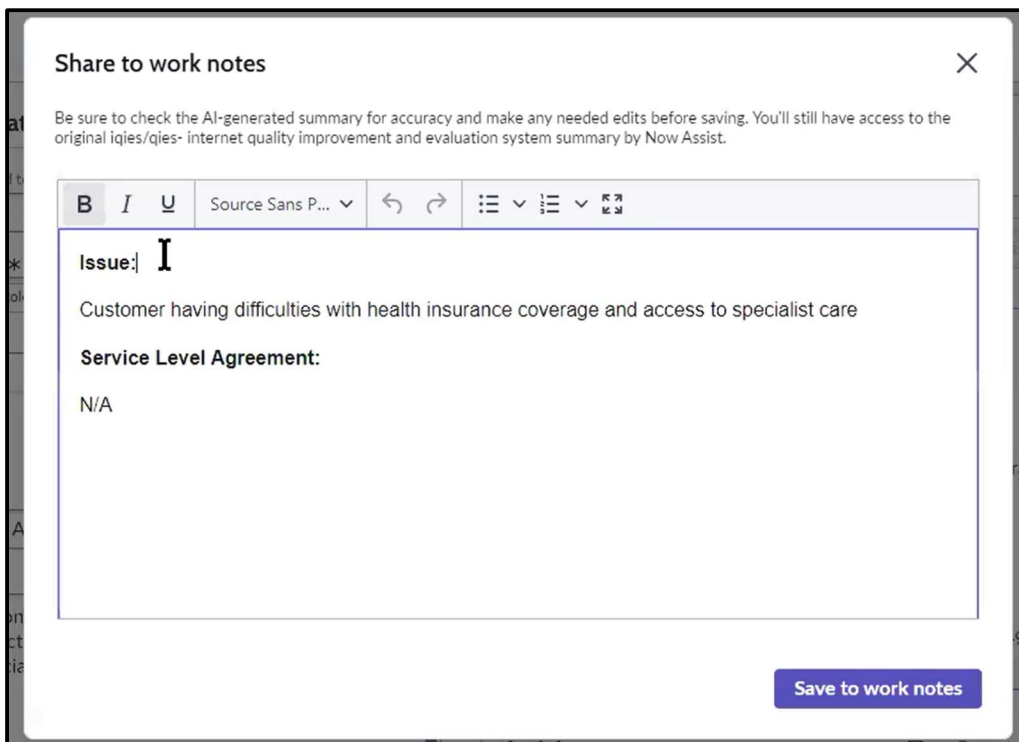 Share to work notes
Be sure to check the AI-generated summary for accuracy and make any needed edits before saving. You'll still have access to the
original iqies/qies- internet quality improvement and evaluation system summary by Now Assist.
B I U Source Sans P...
Issue:
Customer having difficulties with health insurance coverage and access to specialist care
Service Level Agreement:
N/A
Save to work notes